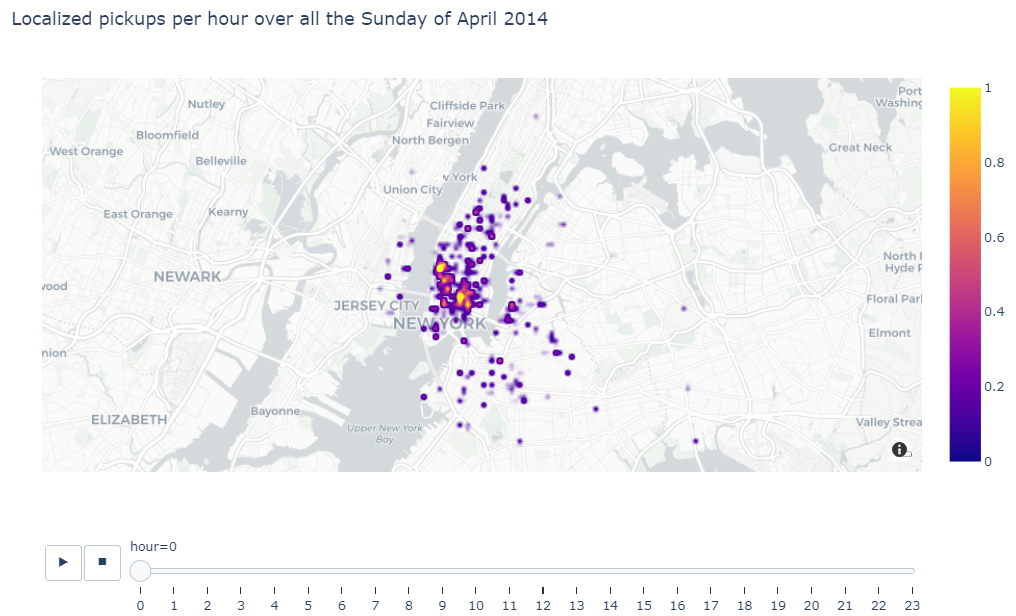 Localized pickups per hour over all the Sunday of April 2014
Port
Washing
Nutley
Cliffside Park
Fairview
Bloomfield
North Bergen
Great Neck
West Orange
Belleville
York
Union City
East Orange
Kearny
North
Hyde
NEWARK
wood
JERSEY CITY
Floral Parl
NEW YORK
Elmont
nion
ELIZABETH
Bayonne
Upper New York
Bay
Valley Strea
1
0.8
0.6
0.4
0.2
0
hour=0
0 1 2 3 4 5 6 7 8 9 10 11 12 13 14 15 16 17 18 19 20 21 22 23